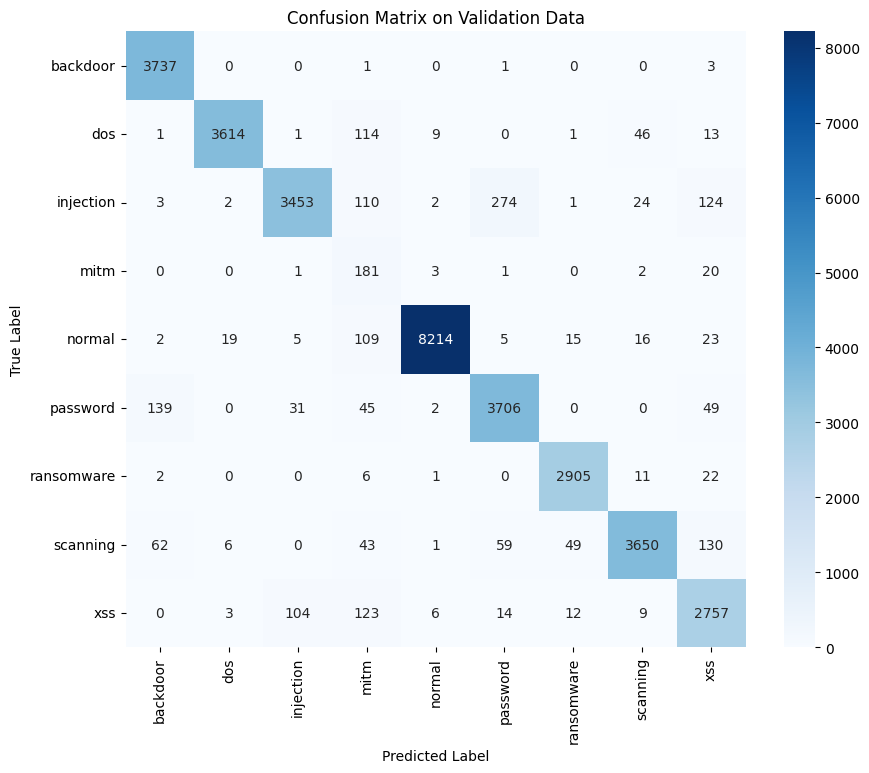 Confusion Matrix on Validation Data
backdoor 3737 0 0 1 0 1 0 0 3
dos 1 3614 1 114 9 0 1 46 13
injection 3 2 3453 110 2 274 1 24 124
mitm 0 0 1 181 3 1 0 2 20
normal 2 19 5 109 8214 5 15 16 23
password 139 0 31 45 2 3706 0 0 49
ransomware 2 0 0 6 1 0 2905 11 22
scanning 62 6 0 43 1 59 49 3650 130
xss 0 3 104 123 6 14 12 9 2757
True Label
backdoor dos injection mitm normal password ransomware scanning xss
Predicted Label
8000
7000
6000
5000
4000
3000
2000
1000
0